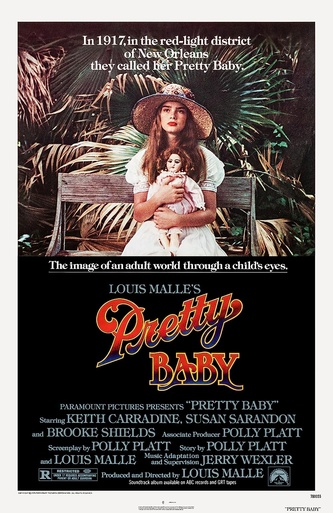 In 1917, in the red-light district
of New Orleans
they called her Pretty Baby.
The image of an adult world through a child's eyes.
LOUIS MALLE'S
Pretty
BABY
PARAMOUNT PICTURES PRESENTS "PRETTY BABY"
Starring KEITH CARRADINE, SUSAN SARANDON
and BROOKE SHIELDS Associate Producer POLLY PLATT
Screenplay by POLLY PLATT Story by POLLY PLATT
and LOUIS MALLE Music Adaptation and Supervision JERRY WEXLER
Produced and Directed by LOUIS MALLE
R RESTRICTED
Soundtrack album available on ABC records and GRT tapes
"PRETTY BABY"